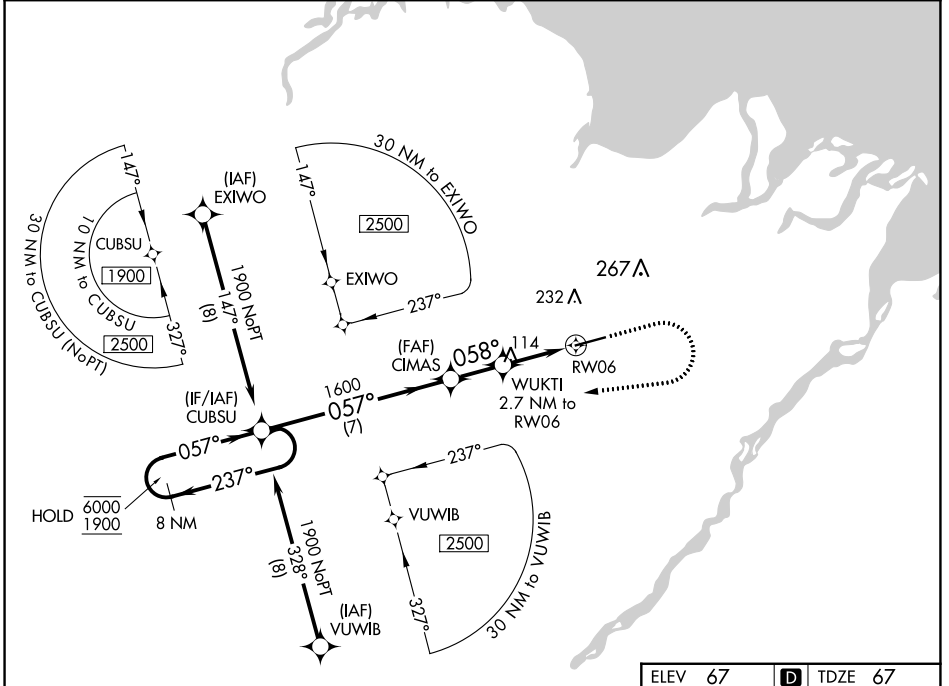 30 NM to EXIWO
147°
2500
EXIWO
237°
147°
30 NM to CUBSU (NoPT)
10 NM to CUBSU
CUBSU
1900
2500
327°
(IAF)
EXIWO
1900 NoPT
147°
(8)
267
232
114
(FAF)
CIMAS
058°
RW06
WUKTI
2.7 NM to
RW06
(IF/IAF)
CUBSU
1600
057°
(7)
057°
237°
HOLD
6000
1900
8 NM
1900 NoPT
328°
(8)
(IAF)
VUWIB
237°
VUWIB
2500
327°
30 NM to VUWIB
ELEV 67 D TDZE 67